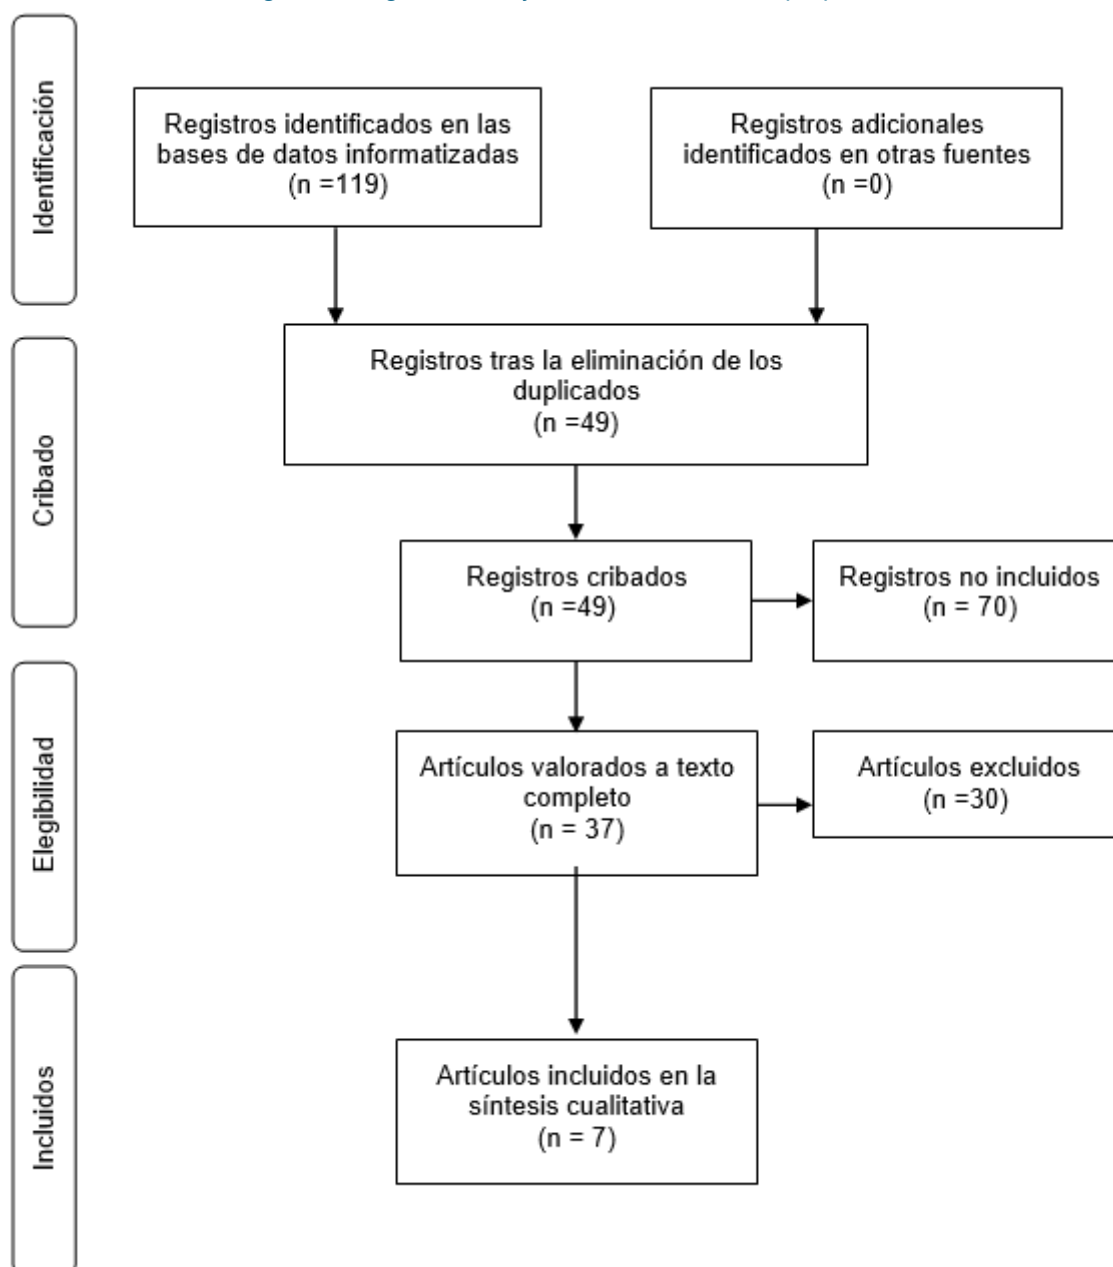 Identificación
Registros identificados en las
bases de datos informatizadas
(n =119)
Registros adicionales
identificados en otras fuentes
(n =0)
Cribado
Registros tras la eliminación de los
duplicados
(n =49)
Registros cribados
(n =49)
Registros no incluidos
(n = 70)
Elegibilidad
Artículos valorados a texto
completo
(n = 37)
Artículos excluidos
(n =30)
Incluidos
Artículos incluidos en la
síntesis cualitativa
(n = 7)